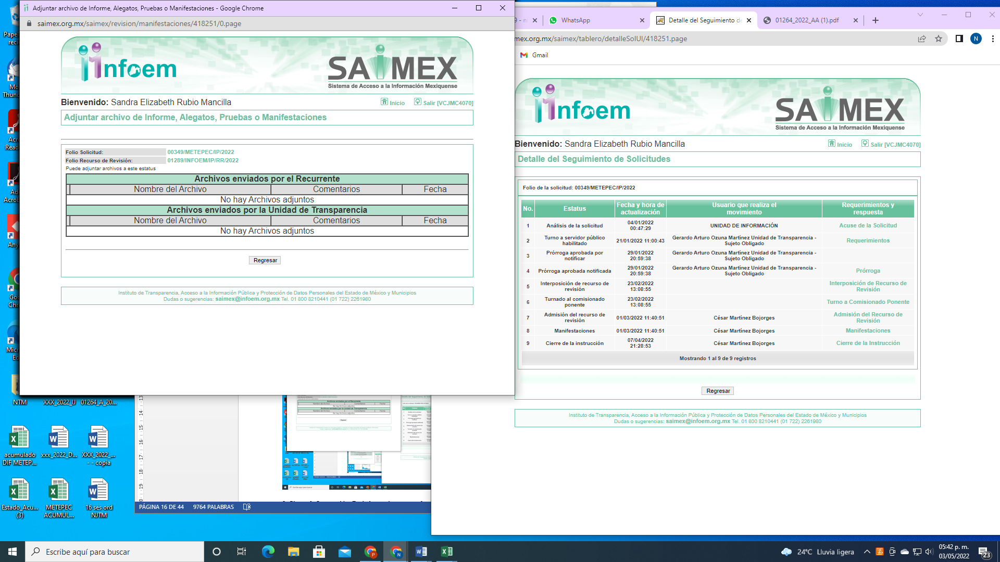 Adjuntar archivo de Informe, Alegatos, Pruebas o Manifestaciones - Google Chrome
saimex.org.mx/saimex/revision/manifestaciones/418251/0.page
infoem
SAIMEX
Sistema de Acceso a la Información Mexiquense
Bienvenido: Sandra Elizabeth Rubio Mancilla
Inicio Salir [VCJMC4070]
Adjuntar archivo de Informe, Alegatos, Pruebas o Manifestaciones
Folio Solicitud: 00349/METEPEC/IP/2022
Folio Recurso de Revisión: 01289/INFOEM/IP/RR/2022
Puede adjuntar archivos a este estatus
Archivos enviados por el Recurrente
Nombre del Archivo Comentarios Fecha
No hay Archivos adjuntos
Archivos enviados por la Unidad de Transparencia
Nombre del Archivo Comentarios Fecha
No hay Archivos adjuntos
Regresar
Instituto de Transparencia, Acceso a la Información Pública y Protección de Datos Personales del Estado de México y Municipios
Dudas o sugerencias: saimex@infoem.org.mx Tel. 01 800 8210441 (01 722) 2261980
WhatsApp
Detalle del Seguimiento de
01264_2022_AA (1).pdf
mex.org.mx/saimex/tablero/detalleSolUI/418251.page
N
Gmail
infoem
SAIMEX
Sistema de Acceso a la Información Mexiquense
Bienvenido: Sandra Elizabeth Rubio Mancilla
Inicio Salir [VCJMC4070]
Detalle del Seguimiento de Solicitudes
Folio de la solicitud: 00349/METEPEC/IP/2022
No. Estatus Fecha y hora de actualización Usuario que realiza el movimiento Requerimientos y respuesta
1 Análisis de la solicitud 04/01/2022 00:47:29 UNIDAD DE INFORMACIÓN Acuse de la Solicitud
2 Turno a servidor público habilitado 21/01/2022 11:00:43 Gerardo Arturo Ozuna Martínez Unidad de Transparencia - Sujeto Obligado Requerimientos
3 Prórroga aprobada por notificar 29/01/2022 20:59:38 Gerardo Arturo Ozuna Martínez Unidad de Transparencia - Sujeto Obligado
4 Prórroga aprobada notificada 29/01/2022 20:59:38 Gerardo Arturo Ozuna Martínez Unidad de Transparencia - Sujeto Obligado Prórroga
5 Interposición de recurso de revisión 23/02/2022 13:08:55 Interposición de Recurso de Revisión
6 Turnado al comisionado ponente 23/02/2022 13:08:55 Turno a Comisionado Ponente
7 Admisión del recurso de revisión 01/03/2022 11:40:51 César Martínez Bojorges Admisión del Recurso de Revisión
8 Manifestaciones 01/03/2022 11:40:51 César Martínez Bojorges Manifestaciones
9 Cierre de la instrucción 07/04/2022 21:28:53 César Martínez Bojorges Cierre de la Instrucción
Mostrando 1 al 9 de 9 registros
Regresar
Instituto de Transparencia, Acceso a la Información Pública y Protección de Datos Personales del Estado de México y Municipios
Dudas o sugerencias: saimex@infoem.org.mx Tel. 01 800 8210441 (01 722) 2261980
NTM
XXX_2022_IJ
01264_A_20...
acumulado
DIF METEP...
xxx_2022_D...
XXX_2022_...
- - copia
Estado_Acu...
(3)
METEPEC
ACUMUL...
16 ses ord
NJTM
PÁGINA 16 DE 44 9764 PALABRAS
Escribe aquí para buscar
24°C Lluvia ligera
05:42 p. m.
03/05/2022
23